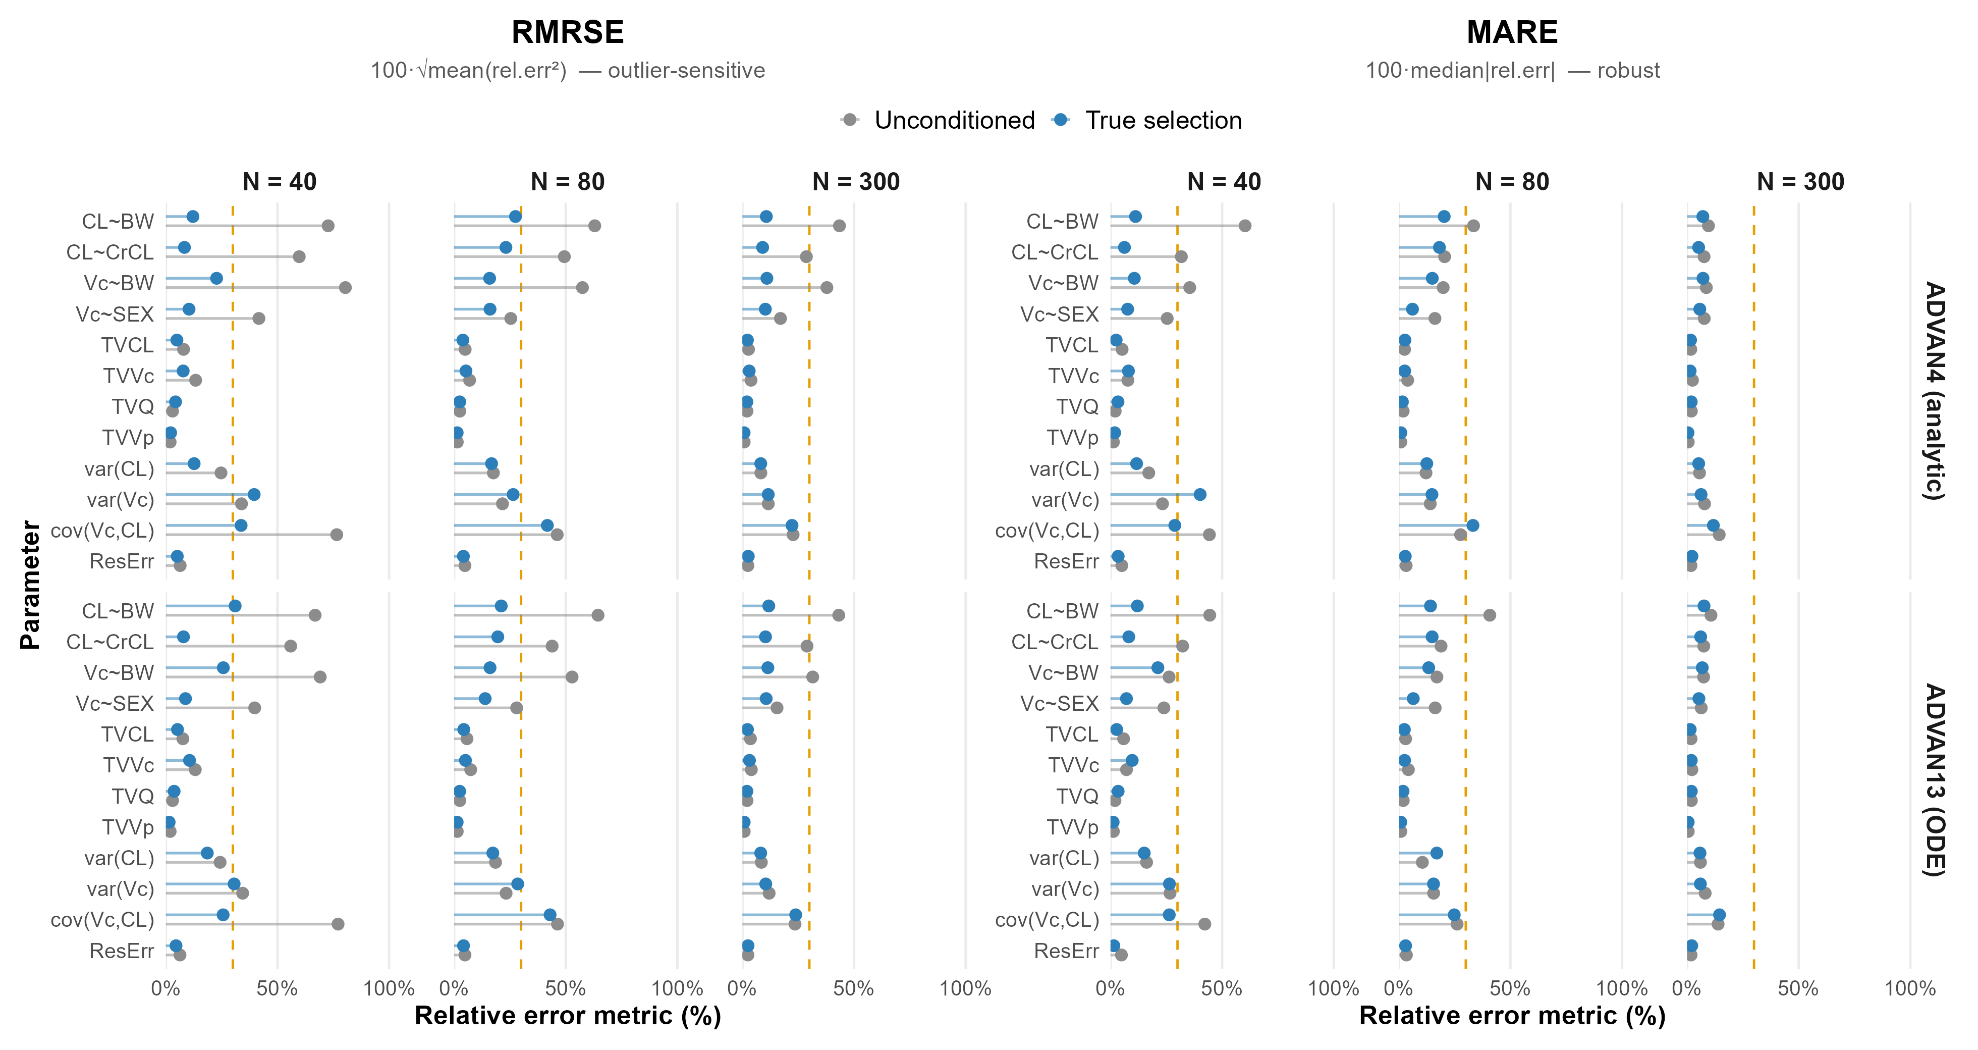 RMRSE
MARE
100·√mean(rel.err²) — outlier-sensitive
100·median|rel.err| — robust
Unconditioned
True selection
N = 40
N = 80
N = 300
N = 40
N = 80
N = 300
Parameter
CL~BW
CL~CrCL
Vc~BW
Vc~SEX
TVCL
TVVc
TVQ
TVVp
var(CL)
var(Vc)
cov(Vc,CL)
ResErr
CL~BW
CL~CrCL
Vc~BW
Vc~SEX
TVCL
TVVc
TVQ
TVVp
var(CL)
var(Vc)
cov(Vc,CL)
ResErr
ADVAN4 (analytic)
CL~BW
CL~CrCL
Vc~BW
Vc~SEX
TVCL
TVVc
TVQ
TVVp
var(CL)
var(Vc)
cov(Vc,CL)
ResErr
CL~BW
CL~CrCL
Vc~BW
Vc~SEX
TVCL
TVVc
TVQ
TVVp
var(CL)
var(Vc)
cov(Vc,CL)
ResErr
ADVAN13 (ODE)
0% 50% 100% 0% 50% 100% 0% 50% 100%
0% 50% 100% 0% 50% 100% 0% 50% 100%
Relative error metric (%)
Relative error metric (%)